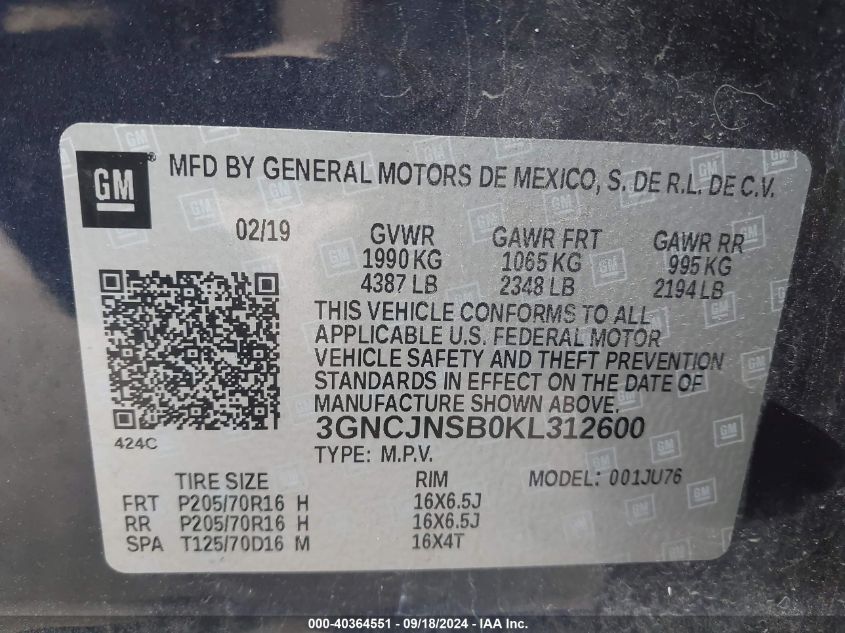 GM
MFD BY GENERAL MOTORS DE MEXICO, S. DE R.L. DE C.V.
02/19 GVWR GAWR FRT GAWR RR
1990 KG 1065 KG 995 KG
4387 LB 2348 LB 2194 LB
THIS VEHICLE CONFORMS TO ALL
APPLICABLE U.S. FEDERAL MOTOR
VEHICLE SAFETY AND THEFT PREVENTION
STANDARDS IN EFFECT ON THE DATE OF
MANUFACTURE SHOWN ABOVE.
424C
3GNCJNSB0KL312600
TYPE: M.P.V.
TIRE SIZE RIM MODEL: 001JU76
FRT P205/70R16 H 16X6.5J
RR P205/70R16 H 16X6.5J
SPA T125/70D16 M 16X4T
000-40364551 - 09/18/2024 - WWW.IAAI.COM